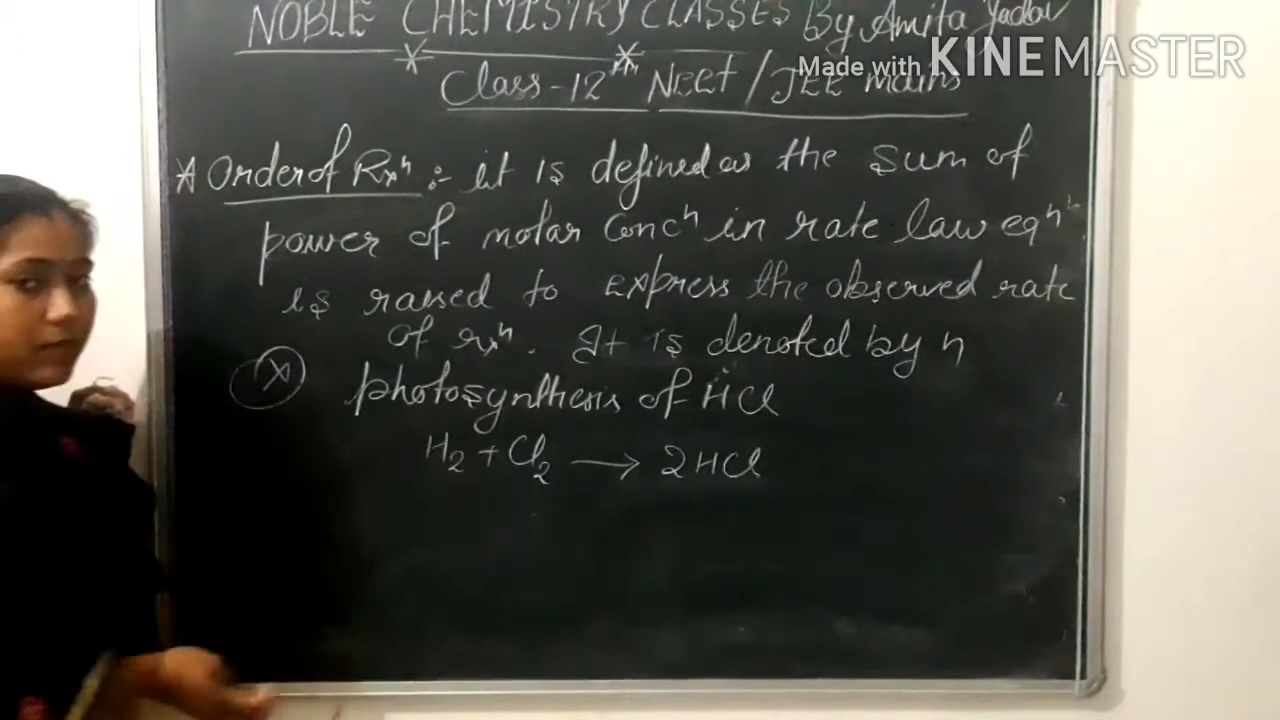 NOBLE CHEMISTRY CLASSES By Amita Yadav
Made with KINEMASTER
Class-12th NEET / JEE mains
* Order of Rxn :- it is defined as the sum of
power of molar Concn in rate law eqn
is raised to express the observed rate
of rxn. It is denoted by n
(X) photosynthesis of HCl
H2 + Cl2 → 2HCl